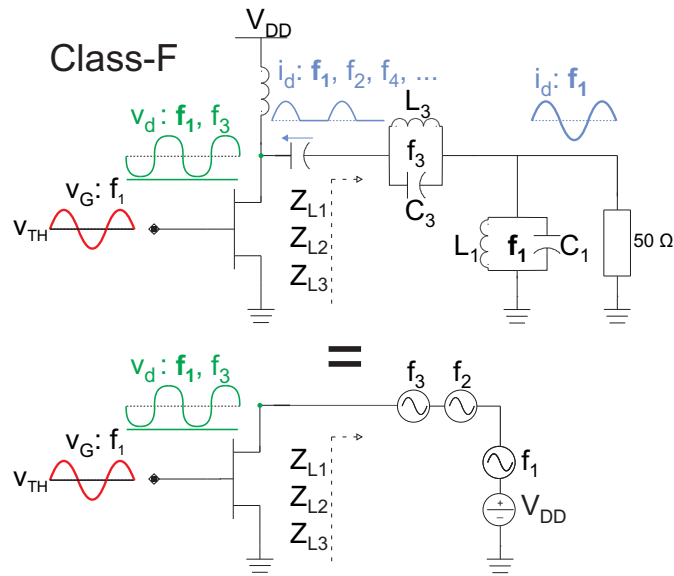 V_DD
Class-F
i_d: f_1, f_2, f_4, ...
i_d: f_1
v_d: f_1, f_3
L_3
f_3
C_3
v_G: f_1
v_TH
Z_L1
Z_L2
Z_L3
L_1
f_1
C_1
50 Ω
=
v_d: f_1, f_3
f_3
f_2
v_G: f_1
v_TH
Z_L1
Z_L2
Z_L3
f_1
V_DD